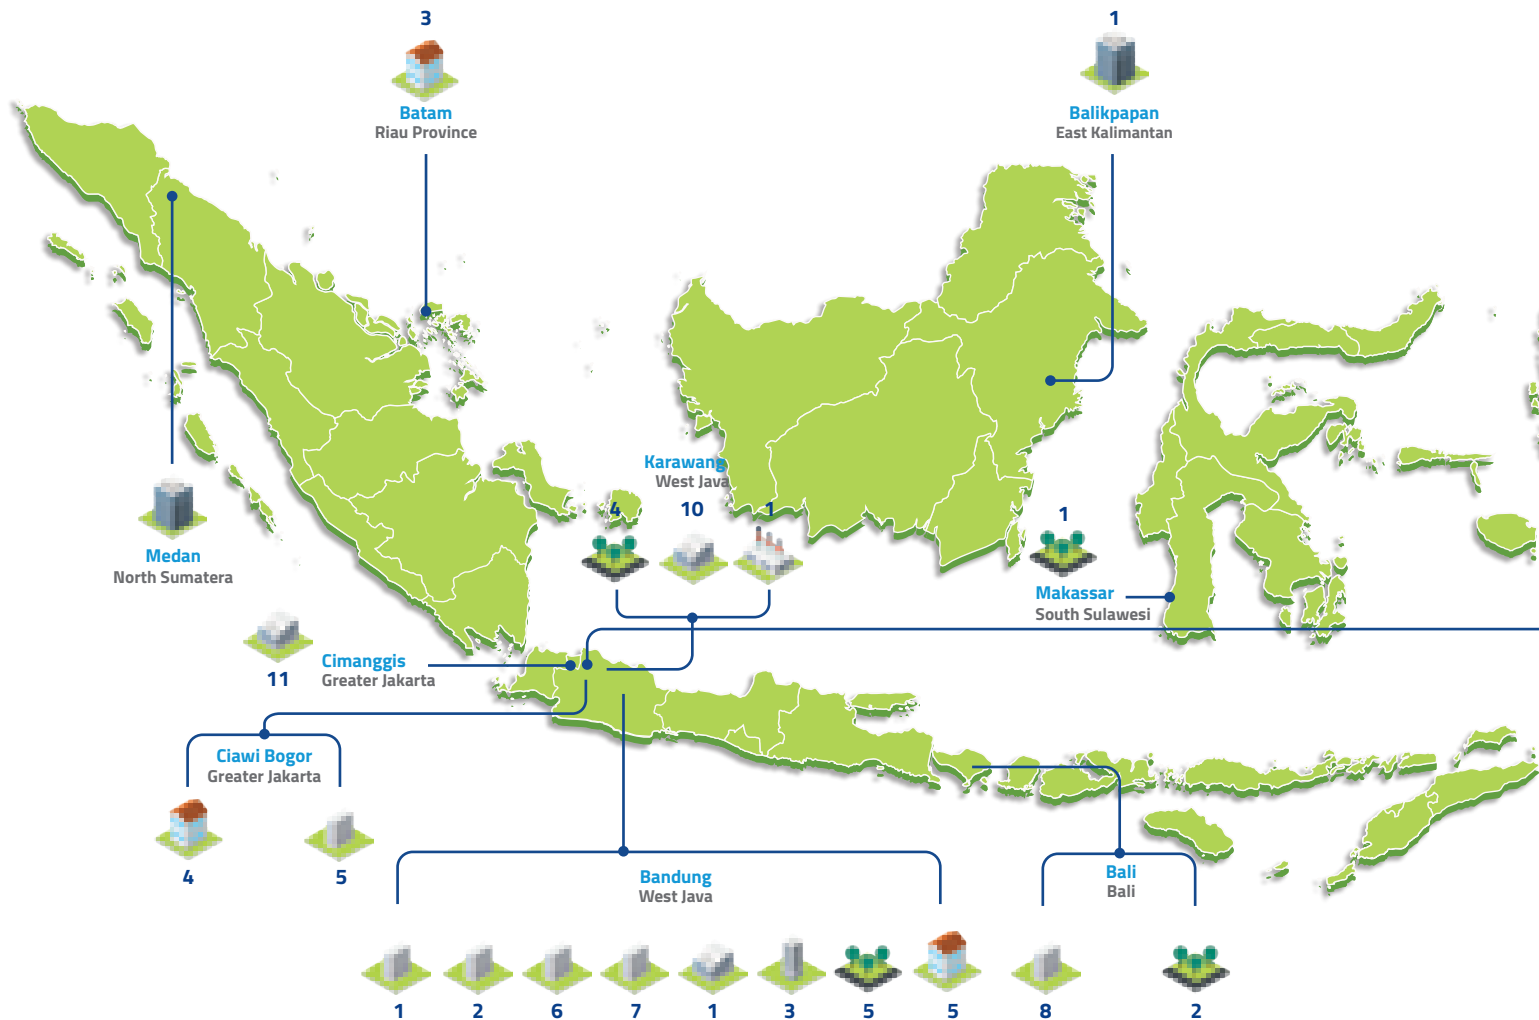 3
Batam
Riau Province
1
Balikpapan
East Kalimantan
Karawang
West Java
4
10
1
1
Makassar
South Sulawesi
Medan
North Sumatera
11
Cimanggis
Greater Jakarta
Ciawi Bogor
Greater Jakarta
4
5
Bandung
West Java
Bali
Bali
1
2
6
7
1
3
5
5
8
2